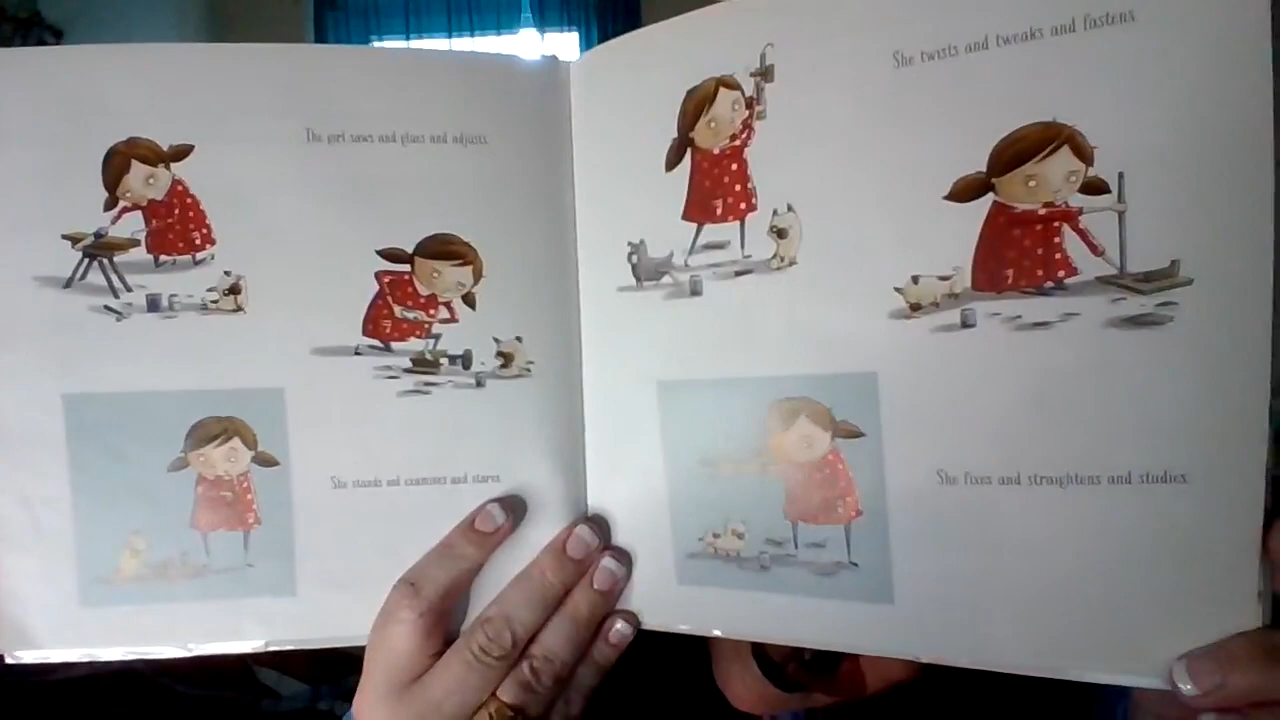 The girl saws and glues and adjusts.
She stands and examines and stares.
She twists and tweaks and fastens.
She fixes and straightens and studies.